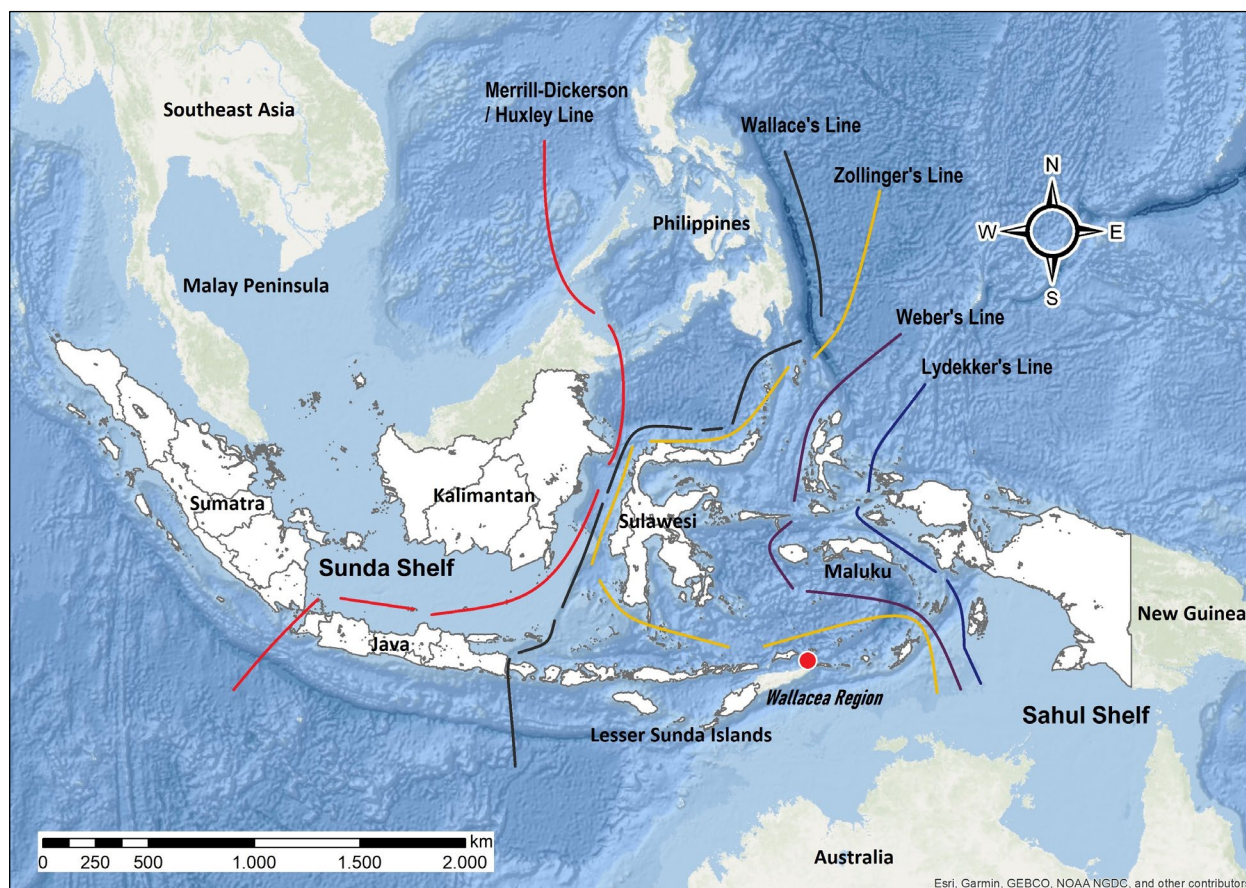 Merrill-Dickerson
/ Huxley Line
Southeast Asia
Wallace's Line
N
Zollinger's Line
Philippines
W
E
Malay Peninsula
S
Weber's Line
Lydekker's Line
Kalimantan
Sumatra
Sulawesi
Sunda Shelf
Maluku
New Guinea
Java
Wallacea Region
Sahul Shelf
Lesser Sunda Islands
km
0
250
500
1.000
1.500
2.000
Australia
Esri, Garmin, GEBCO, NOAA NGDC, and other contributor